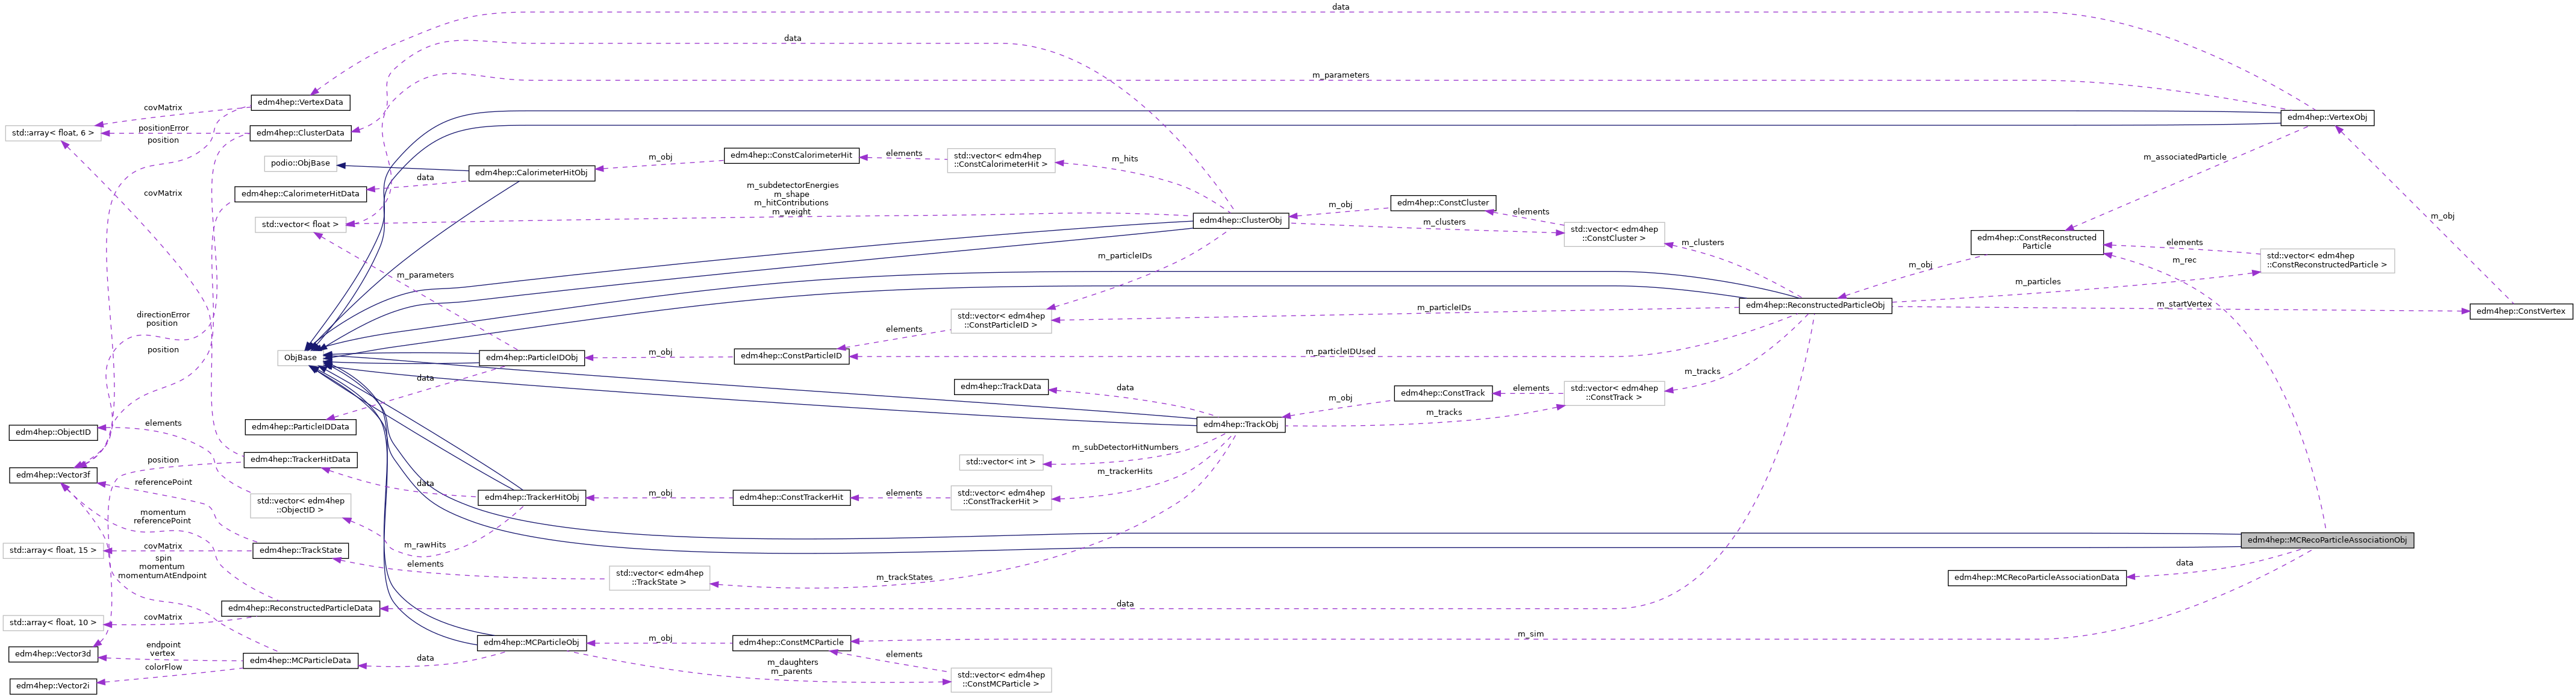 data
data
m_parameters
edm4hep::VertexData
covMatrix
edm4hep::VertexObj
std::array< float, 6 >
positionError
edm4hep::ClusterData
position
podio::ObjBase
edm4hep::CalorimeterHitObj
m_obj
edm4hep::ConstCalorimeterHit
elements
std::vector< edm4hep
::ConstCalorimeterHit >
m_hits
m_associatedParticle
data
covMatrix
edm4hep::CalorimeterHitData
m_subdetectorEnergies
m_shape
m_hitContributions
m_weight
std::vector< float >
edm4hep::ClusterObj
m_obj
edm4hep::ConstCluster
elements
m_clusters
std::vector< edm4hep
::ConstCluster >
m_clusters
m_obj
edm4hep::ConstReconstructed
Particle
elements
m_rec
std::vector< edm4hep
::ConstReconstructedParticle >
m_obj
m_particleIDs
m_parameters
m_particles
m_startVertex
edm4hep::ConstVertex
edm4hep::ReconstructedParticleObj
m_particleIDs
std::vector< edm4hep
::ConstParticleID >
directionError
position
elements
position
ObjBase
edm4hep::ParticleIDObj
m_obj
edm4hep::ConstParticleID
m_particleIDUsed
data
edm4hep::TrackData
data
m_tracks
m_obj
edm4hep::ConstTrack
elements
std::vector< edm4hep
::ConstTrack >
m_tracks
edm4hep::ParticleIDData
edm4hep::TrackObj
edm4hep::ObjectID
elements
m_subDetectorHitNumbers
std::vector< int >
m_trackerHits
edm4hep::Vector3f
position
edm4hep::TrackerHitData
referencePoint
data
edm4hep::TrackerHitObj
m_obj
edm4hep::ConstTrackerHit
elements
std::vector< edm4hep
::ConstTrackerHit >
std::vector< edm4hep
::ObjectID >
momentum
referencePoint
m_rawHits
edm4hep::MCRecoParticleAssociationObj
std::array< float, 15 >
covMatrix
edm4hep::TrackState
elements
spin
momentum
momentumAtEndpoint
std::vector< edm4hep
::TrackState >
m_trackStates
data
edm4hep::MCRecoParticleAssociationData
edm4hep::ReconstructedParticleData
data
std::array< float, 10 >
covMatrix
m_sim
edm4hep::Vector3d
endpoint
vertex
edm4hep::MCParticleData
colorFlow
data
edm4hep::MCParticleObj
m_obj
edm4hep::ConstMCParticle
elements
m_daughters
m_parents
std::vector< edm4hep
::ConstMCParticle >
edm4hep::Vector2i